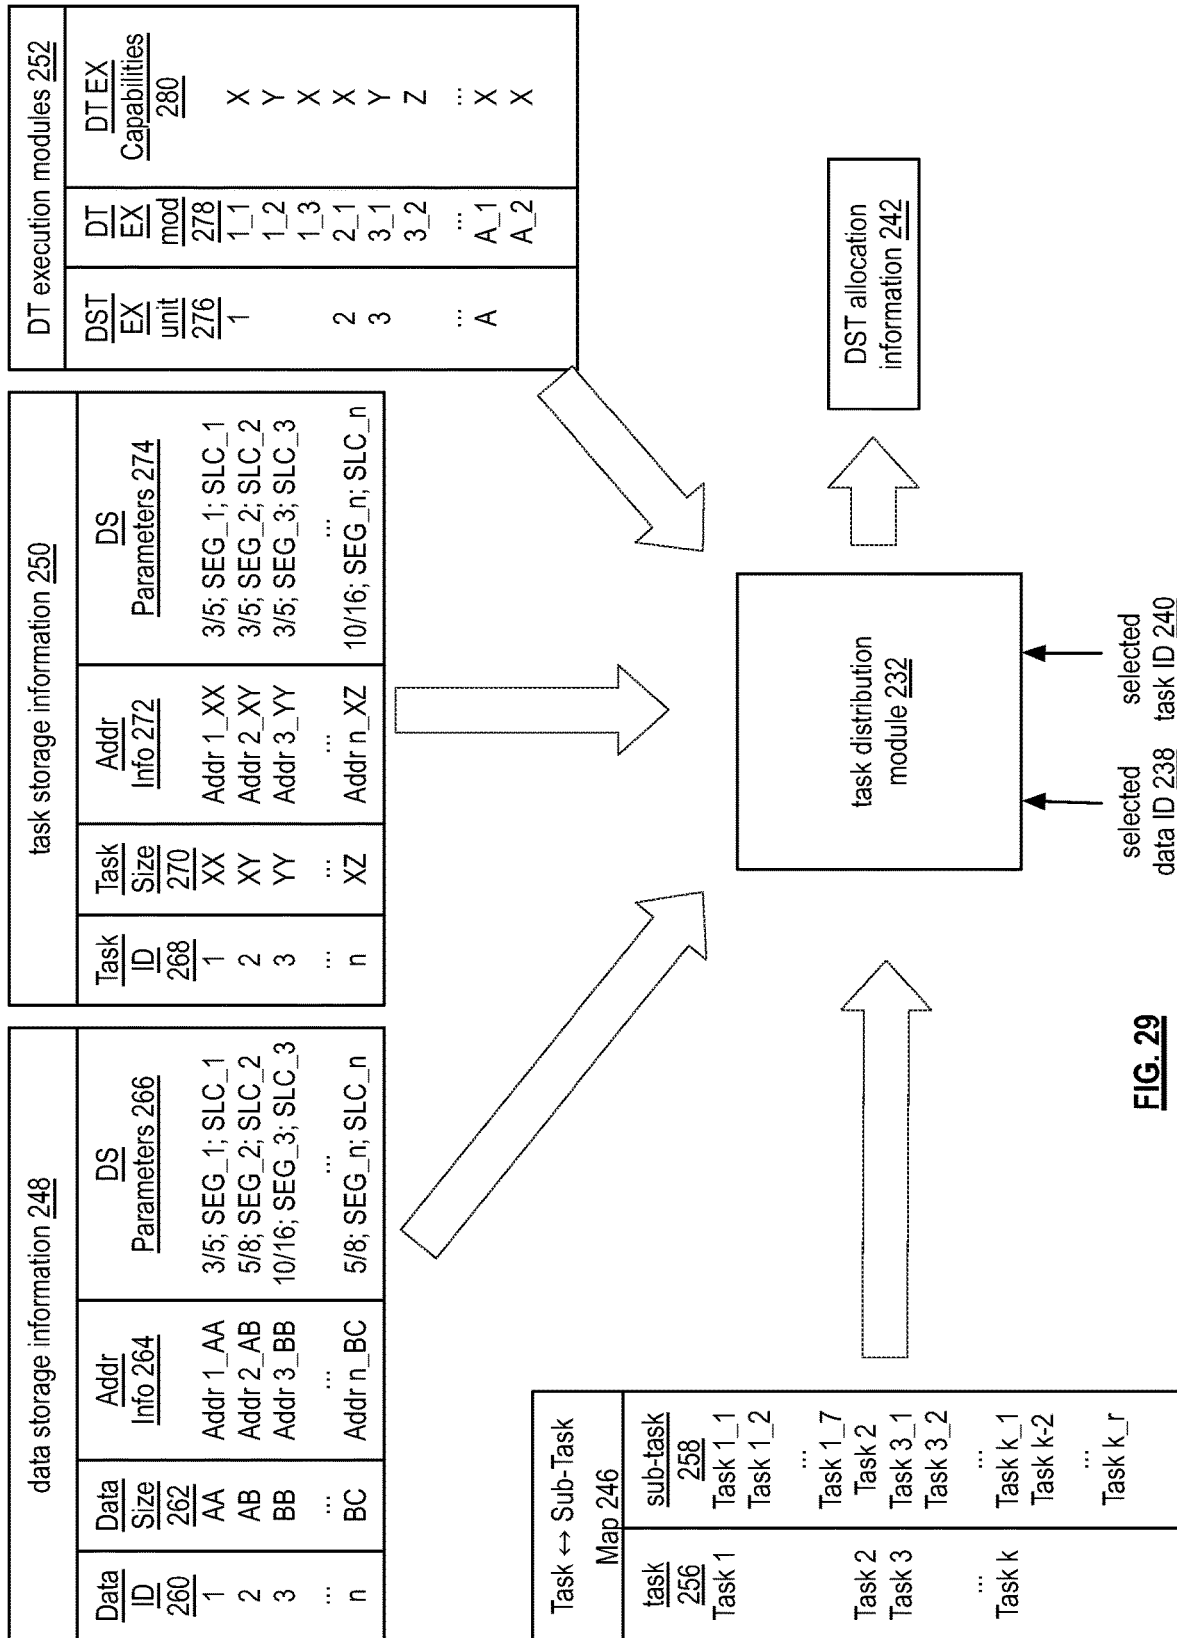 data storage information 248
Data ID 260 | Data Size 262 | Addr Info 264 | DS Parameters 266
1 | AA | Addr 1_AA | 3/5; SEG_1; SLC_1
2 | AB | Addr 2_AB | 5/8; SEG_2; SLC_2
3 | BB | Addr 3_BB | 10/16; SEG_3; SLC_3
... | ... | ... | ...
n | BC | Addr n_BC | 5/8; SEG_n; SLC_n
task storage information 250
Task ID 268 | Task Size 270 | Addr Info 272 | DS Parameters 274
1 | XX | Addr 1_XX | 3/5; SEG_1; SLC_1
2 | XY | Addr 2_XY | 3/5; SEG_2; SLC_2
3 | YY | Addr 3_YY | 3/5; SEG_3; SLC_3
... | ... | ... | ...
n | XZ | Addr n_XZ | 10/16; SEG_n; SLC_n
DT execution modules 252
DST EX unit 276 | DT EX mod 278 | DT EX Capabilities 280
1 | 1_1 | X
1_2 | Y
1_3 | X
2 | 2_1 | X
3 | 3_1 | Y
3_2 | Z
... | ... | ...
A | A_1 | X
A_2 | X
Task ↔ Sub-Task
Map 246
task 256 | sub-task 258
Task 1 | Task 1_1
Task 1_2
...
Task 1_7
Task 2 | Task 2
Task 3 | Task 3_1
Task 3_2
... | ...
Task k | Task k_1
Task k-2
...
Task k_r
task distribution
module 232
DST allocation
information 242
selected
data ID 238
selected
task ID 240
FIG. 29